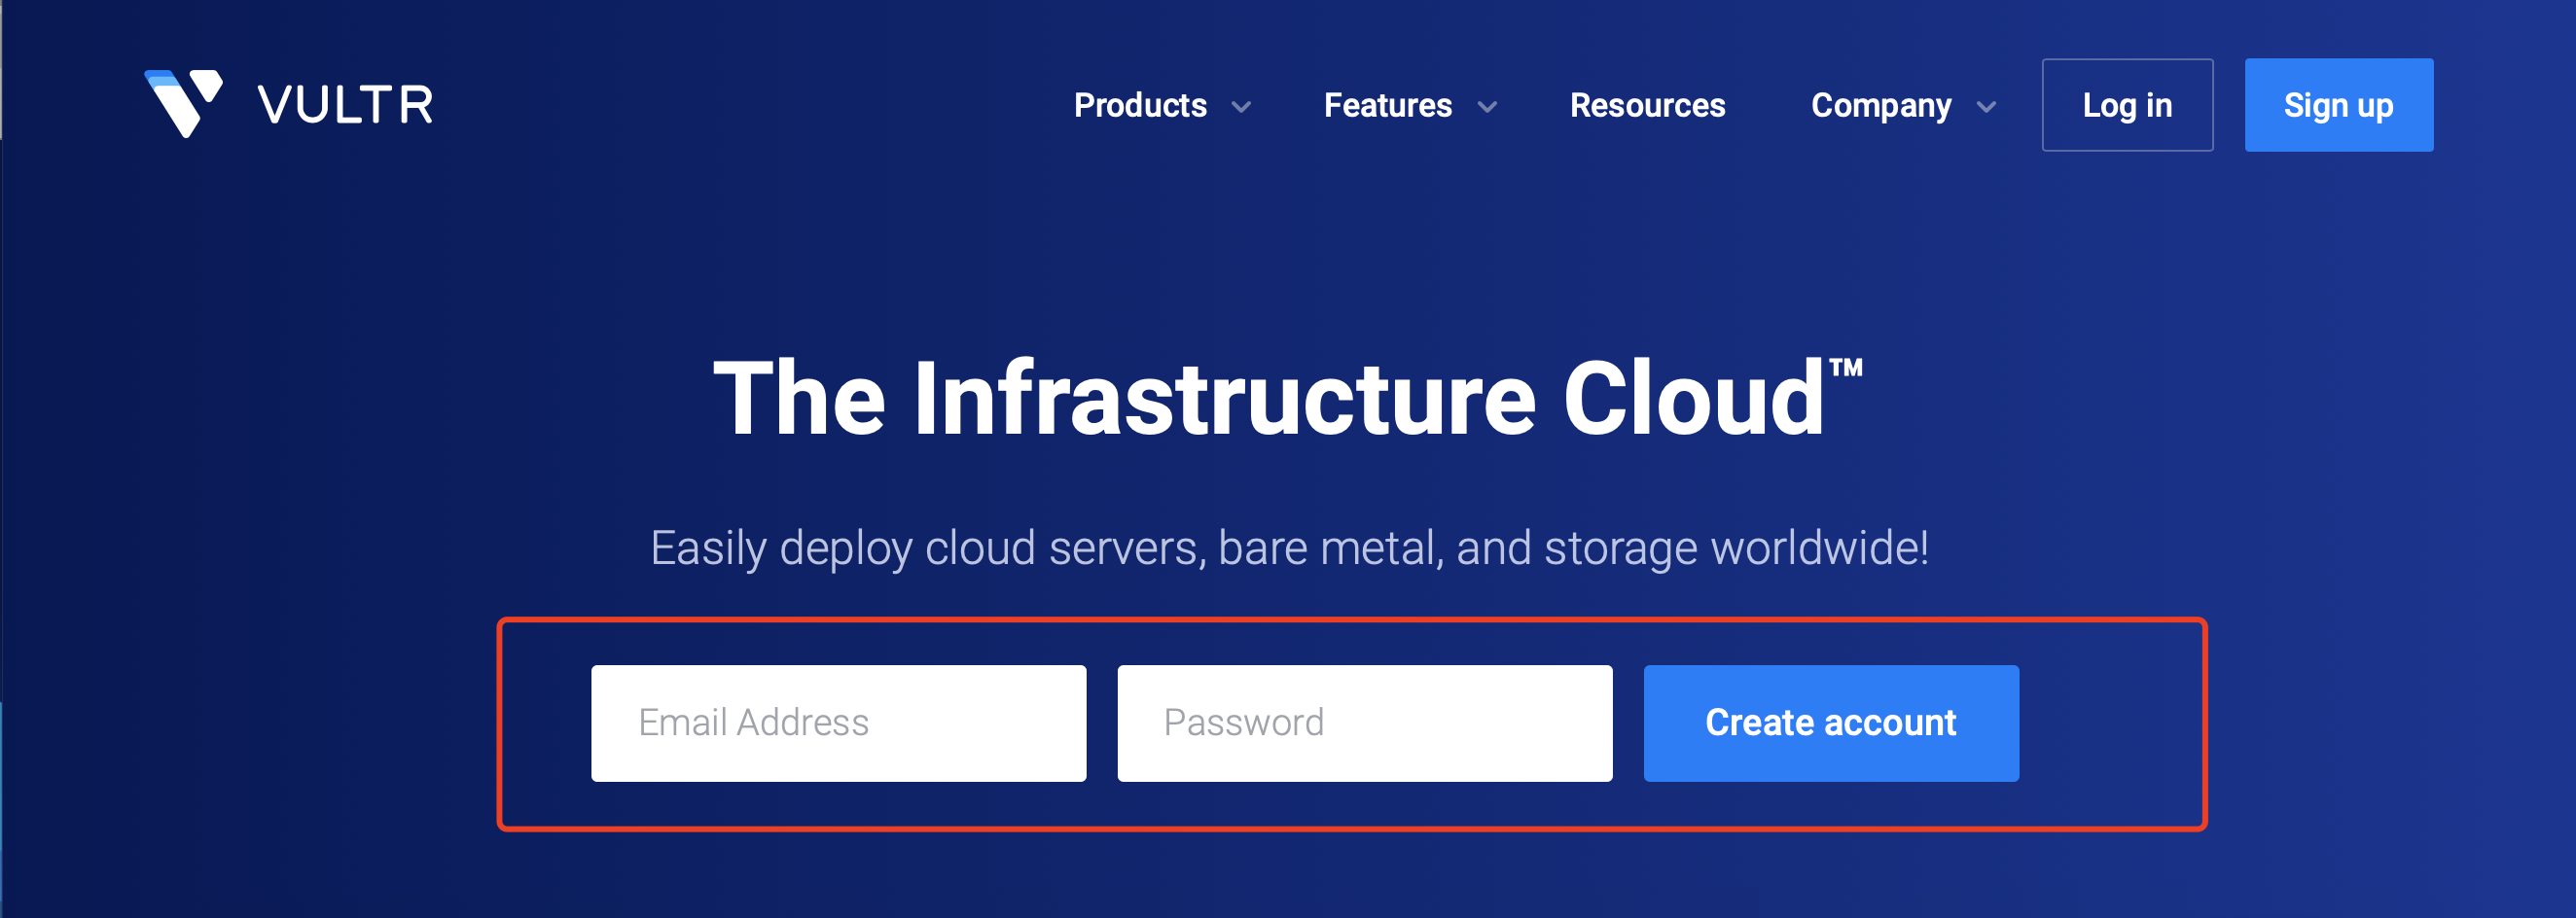 VULTR
Products Features Resources Company Log in Sign up
The Infrastructure Cloud™
Easily deploy cloud servers, bare metal, and storage worldwide!
Email Address Password Create account